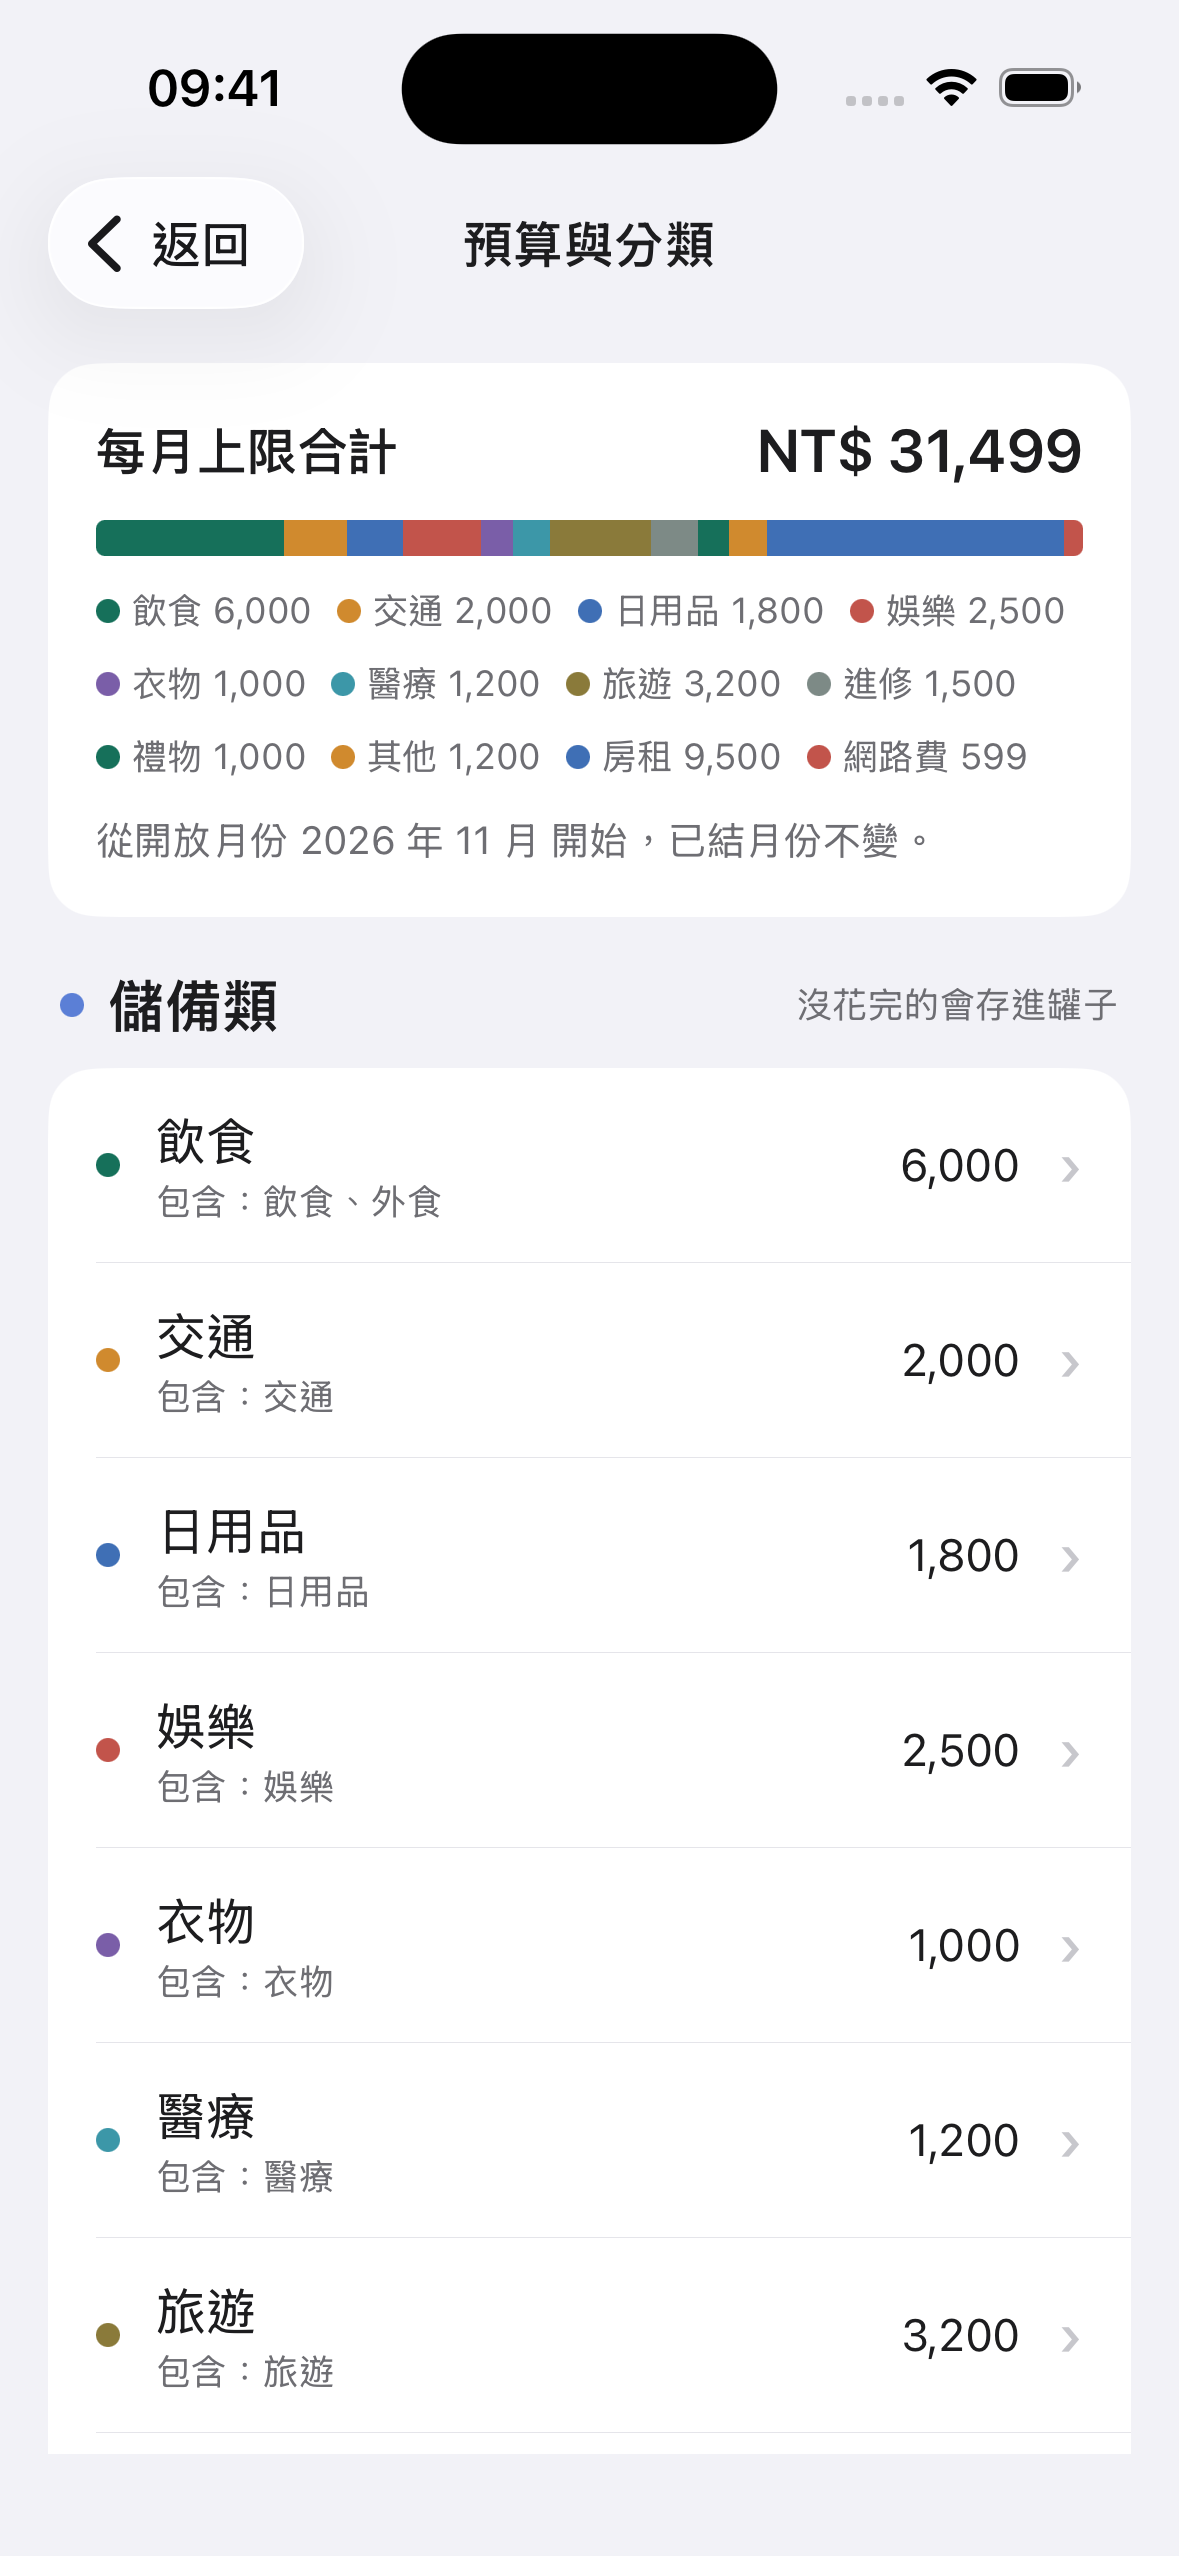 09:41
返回
預算與分類
每月上限合計 NT$ 31,499
飲食 6,000 交通 2,000 日用品 1,800 娛樂 2,500
衣物 1,000 醫療 1,200 旅遊 3,200 進修 1,500
禮物 1,000 其他 1,200 房租 9,500 網路費 599
從開放月份 2026 年 11 月 開始，已結月份不變。
儲備類 沒花完的會存進罐子
飲食 6,000
包含：飲食、外食
交通 2,000
包含：交通
日用品 1,800
包含：日用品
娛樂 2,500
包含：娛樂
衣物 1,000
包含：衣物
醫療 1,200
包含：醫療
旅遊 3,200
包含：旅遊